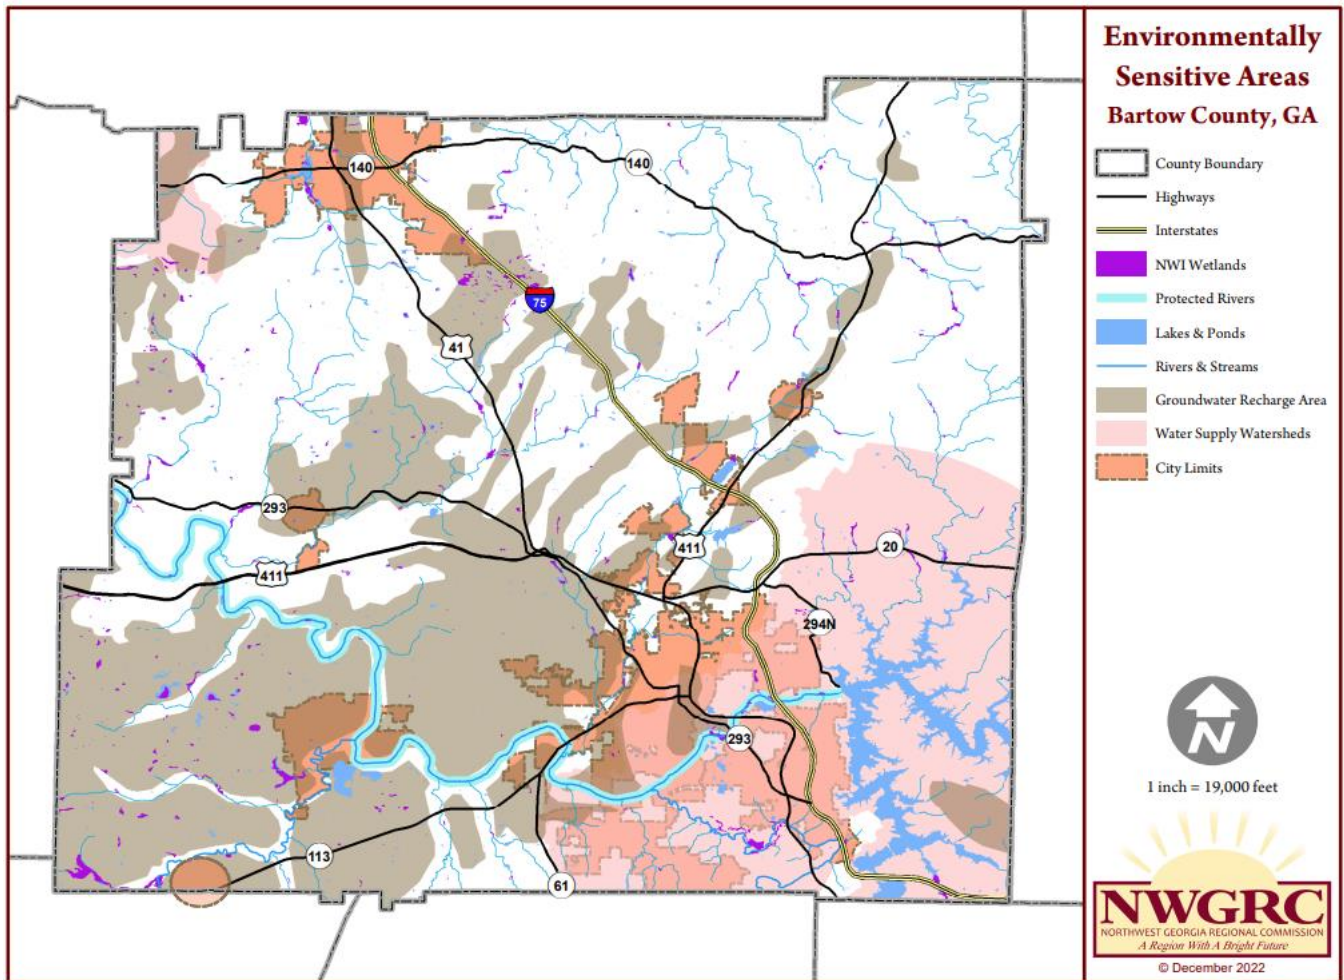 Environmentally
Sensitive Areas
Bartow County, GA
County Boundary
Highways
Interstates
NWI Wetlands
Protected Rivers
Lakes & Ponds
Rivers & Streams
Groundwater Recharge Area
Water Supply Watersheds
City Limits
140
140
75
41
293
411
411
20
294N
293
113
61
N
1 inch = 19,000 feet
NWGRC
NORTHWEST GEORGIA REGIONAL COMMISSION
A Region With A Bright Future
© December 2022